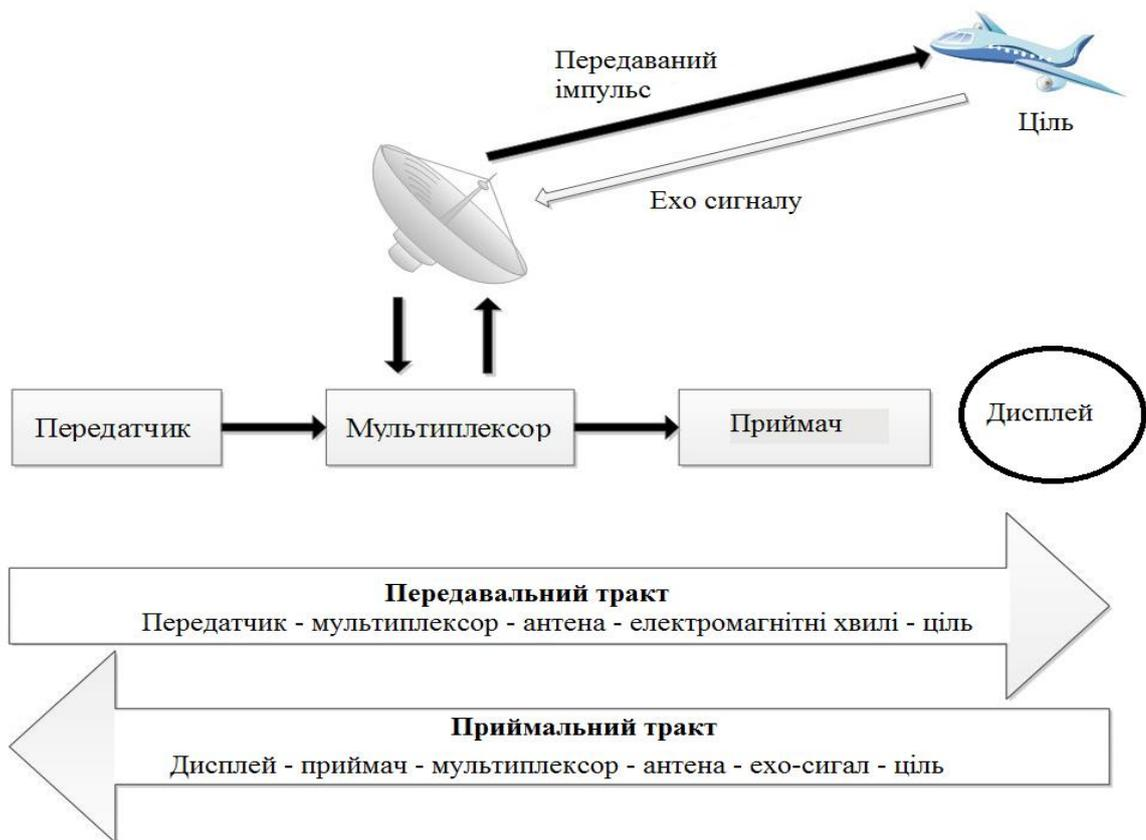 Передаваний
імпульс
Ціль
Ехо сигналу
Передатчик
Мультиплексор
Приймач
Дисплей
Передавальний тракт
Передатчик - мультиплексор - антена - електромагнітні хвилі - ціль
Приймальний тракт
Дисплей - приймач - мультиплексор - антена - ехо-сигал - ціль